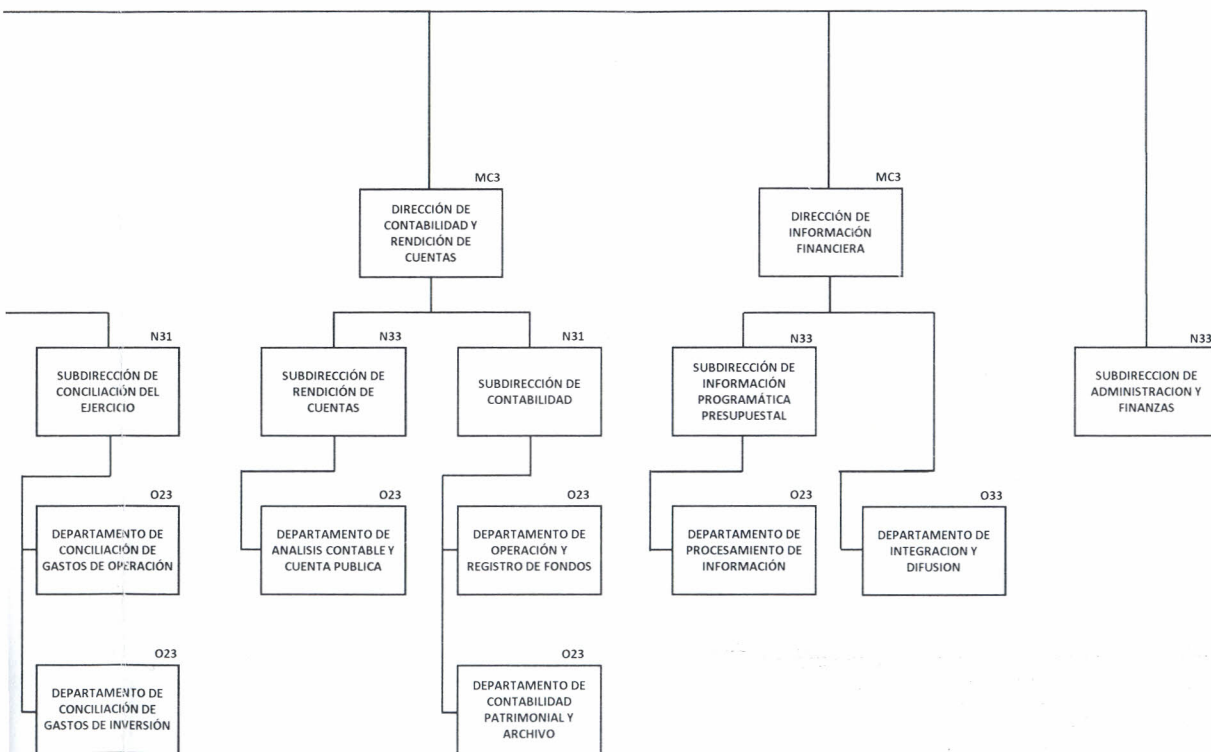 MC3
DIRECCIÓN DE
CONTABILIDAD Y
RENDICIÓN DE
CUENTAS
MC3
DIRECCIÓN DE
INFORMACIÓN
FINANCIERA
N31
SUBDIRECCIÓN DE
CONCILIACIÓN DEL
EJERCICIO
N33
SUBDIRECCIÓN DE
RENDICIÓN DE
CUENTAS
N31
SUBDIRECCIÓN DE
CONTABILIDAD
N33
SUBDIRECCIÓN DE
INFORMACIÓN
PROGRAMÁTICA
PRESUPUESTAL
N33
SUBDIRECCION DE
ADMINISTRACION Y
FINANZAS
O23
DEPARTAMENTO DE
CONCILIACIÓN DE
GASTOS DE OPERACIÓN
O23
DEPARTAMENTO DE
ANALISIS CONTABLE Y
CUENTA PUBLICA
O23
DEPARTAMENTO DE
OPERACIÓN Y
REGISTRO DE FONDOS
O23
DEPARTAMENTO DE
PROCESAMIENTO DE
INFORMACIÓN
O33
DEPARTAMENTO DE
INTEGRACION Y
DIFUSION
O23
DEPARTAMENTO DE
CONCILIACIÓN DE
GASTOS DE INVERSIÓN
O23
DEPARTAMENTO DE
CONTABILIDAD
PATRIMONIAL Y
ARCHIVO